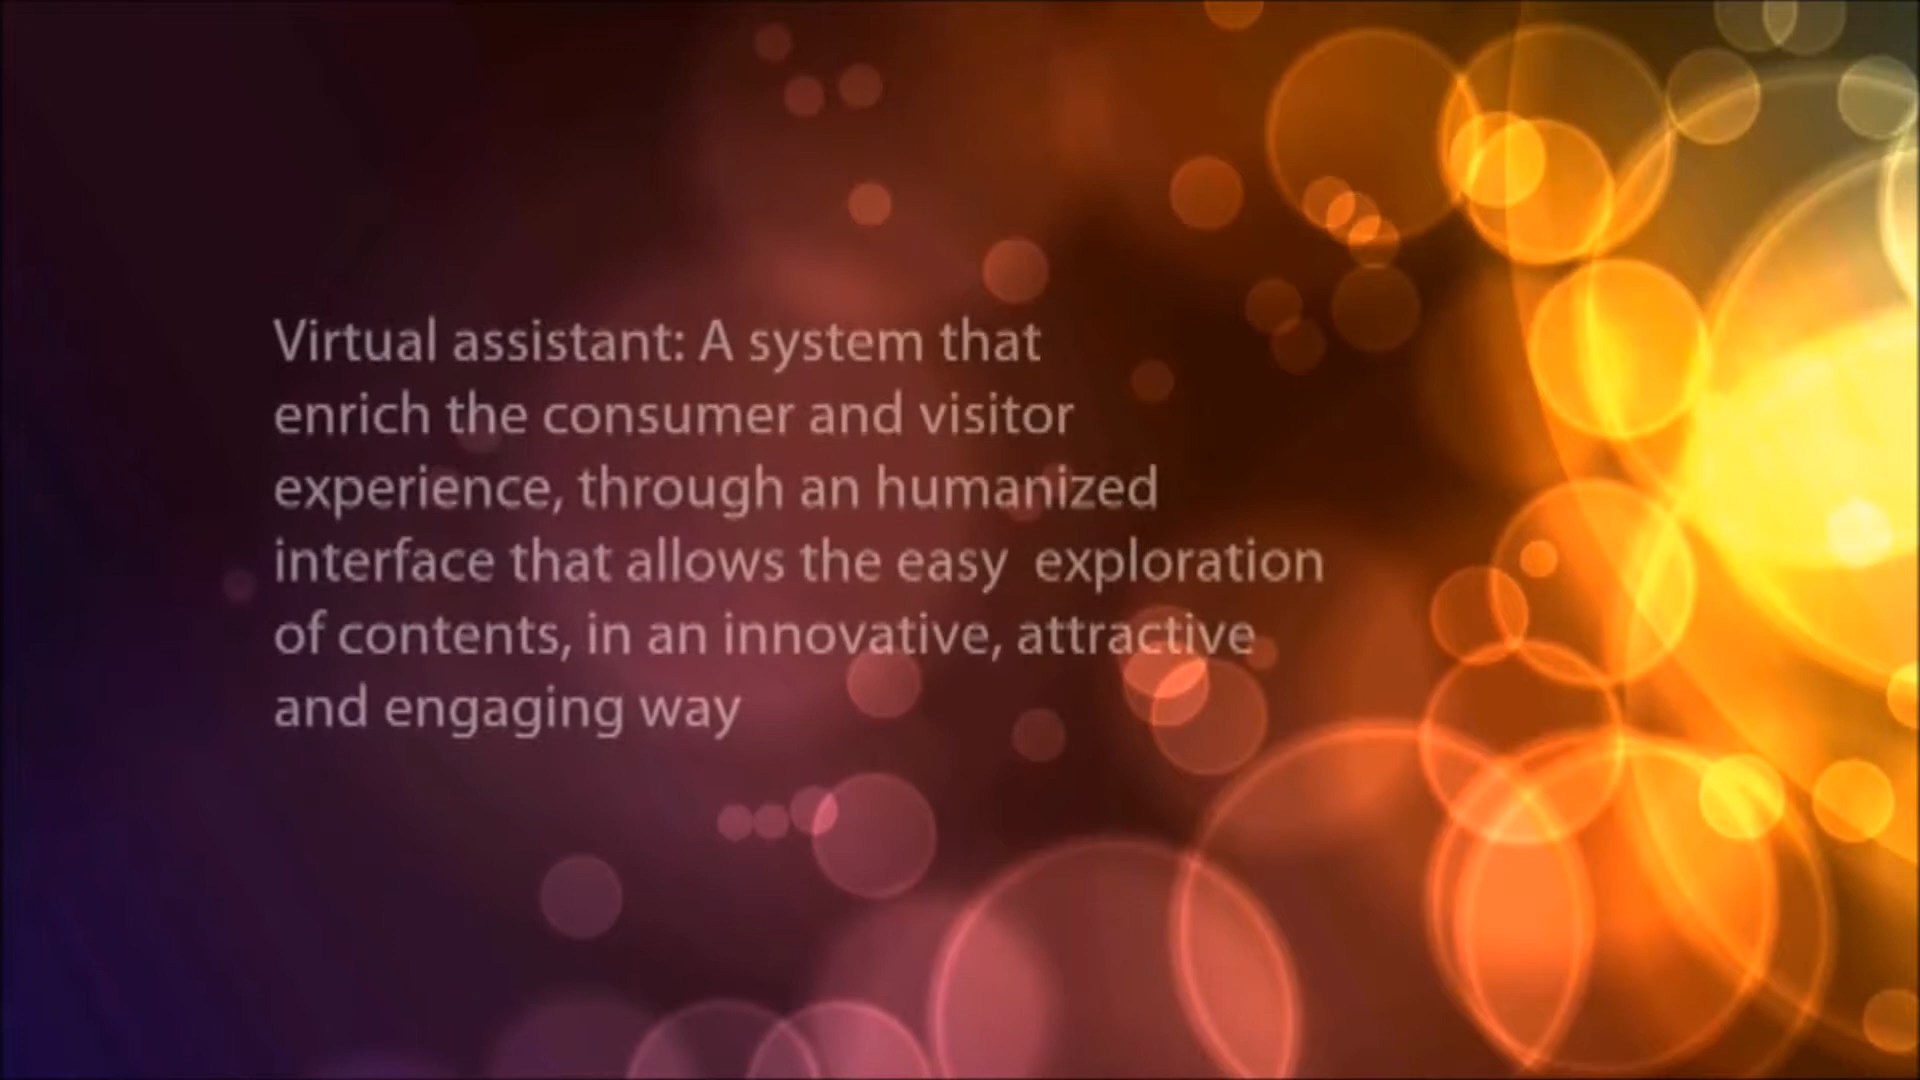 Virtual assistant: A system that
enrich the consumer and visitor
experience, through an humanized
interface that allows the easy  exploration
of contents, in an innovative, attractive
and engaging way